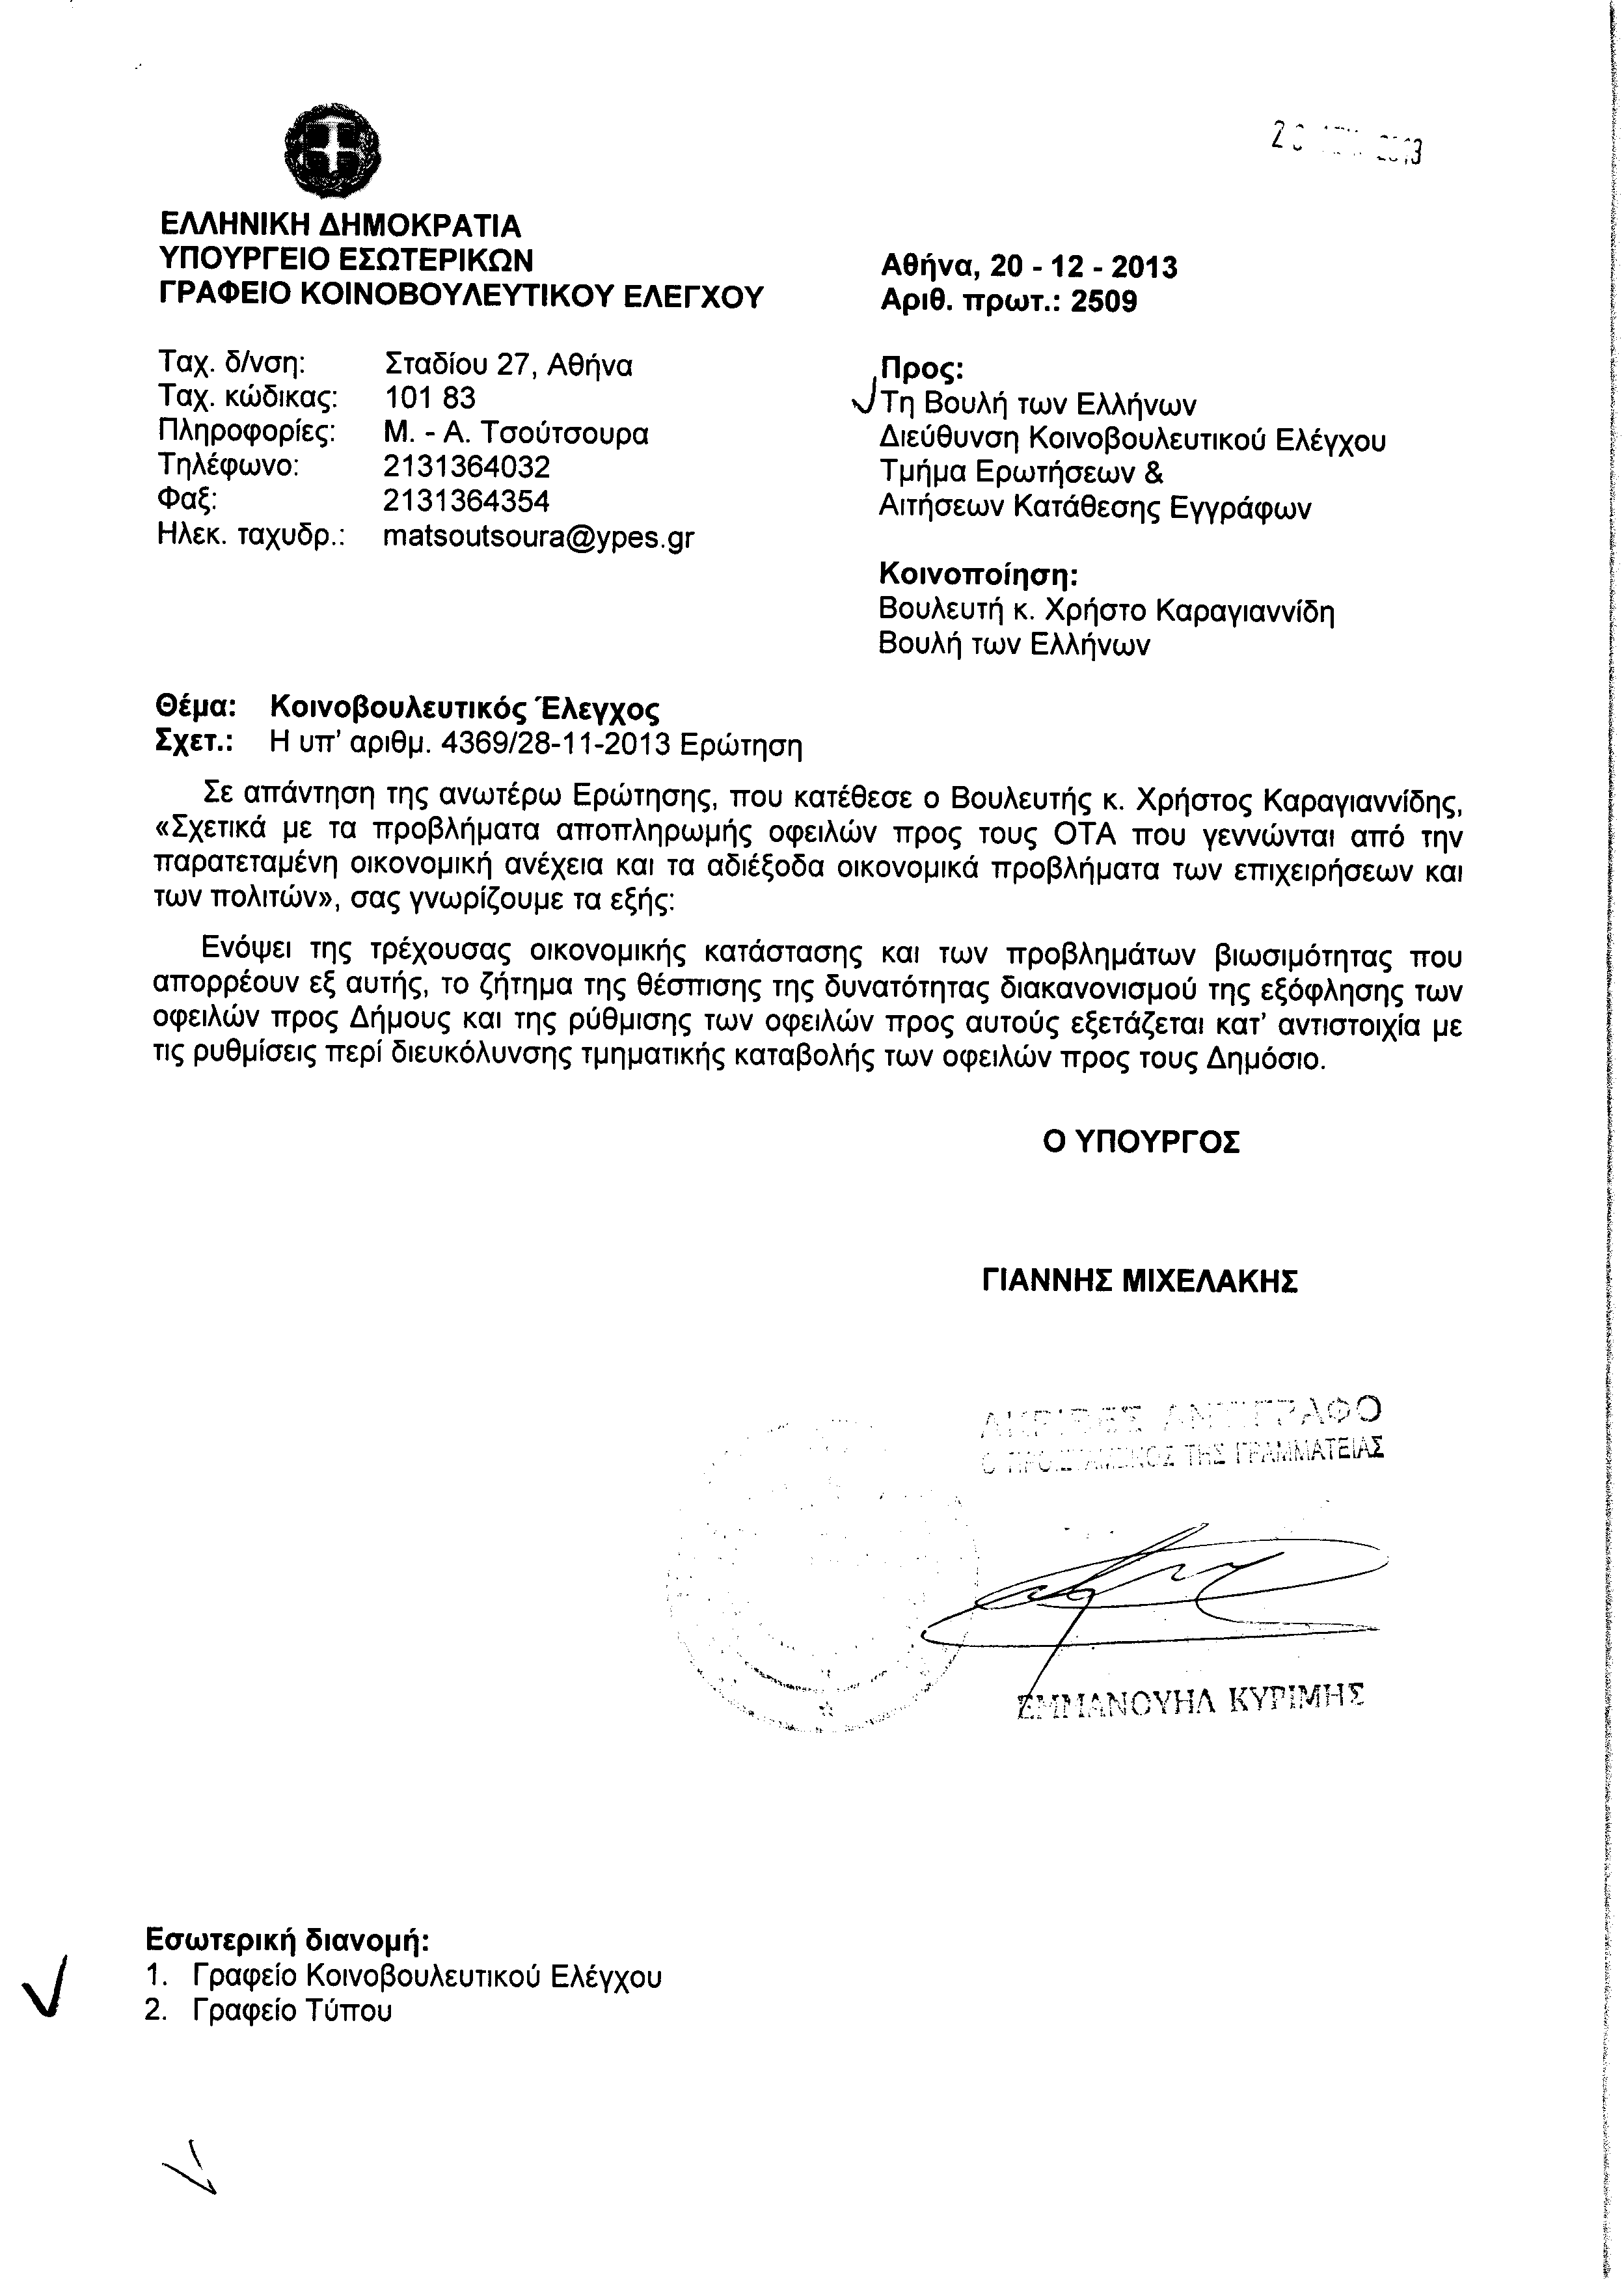 ΕΛΛΗΝΙΚΗ ΔΗΜΟΚΡΑΤΙΑ
ΥΠΟΥΡΓΕΙΟ ΕΣΩΤΕΡΙΚΩΝ
ΓΡΑΦΕΙΟ ΚΟΙΝΟΒΟΥΛΕΥΤΙΚΟΥ ΕΛΕΓΧΟΥ
Ταχ. δ/νση: Σταδίου 27, Αθήνα
Ταχ. κώδικας: 101 83
Πληροφορίες: Μ. - Α. Τσούτσουρα
Τηλέφωνο: 2131364032
Φαξ: 2131364354
Ηλεκ. ταχυδρ.: matsoutsoura@ypes.gr
Αθήνα, 20 - 12 - 2013
Αριθ. πρωτ.: 2509
Προς:
Τη Βουλή των Ελλήνων
Διεύθυνση Κοινοβουλευτικού Ελέγχου
Τμήμα Ερωτήσεων &
Αιτήσεων Κατάθεσης Εγγράφων
Κοινοποίηση:
Βουλευτή κ. Χρήστο Καραγιαννίδη
Βουλή των Ελλήνων
Θέμα: Κοινοβουλευτικός Έλεγχος
Σχετ.: Η υπ’ αριθμ. 4369/28-11-2013 Ερώτηση
Σε απάντηση της ανωτέρω Ερώτησης, που κατέθεσε ο Βουλευτής κ. Χρήστος Καραγιαννίδης,
«Σχετικά με τα προβλήματα αποπληρωμής οφειλών προς τους ΟΤΑ που γεννώνται από την
παρατεταμένη οικονομική ανέχεια και τα αδιέξοδα οικονομικά προβλήματα των επιχειρήσεων και
των πολιτών», σας γνωρίζουμε τα εξής:
Ενόψει της τρέχουσας οικονομικής κατάστασης και των προβλημάτων βιωσιμότητας που
απορρέουν εξ αυτής, το ζήτημα της θέσπισης της δυνατότητας διακανονισμού της εξόφλησης των
οφειλών προς Δήμους και της ρύθμισης των οφειλών προς αυτούς εξετάζεται κατ’ αντιστοιχία με
τις ρυθμίσεις περί διευκόλυνσης τμηματικής καταβολής των οφειλών προς τους Δημόσιο.
Ο ΥΠΟΥΡΓΟΣ
ΓΙΑΝΝΗΣ ΜΙΧΕΛΑΚΗΣ
ΑΚΡΙΒΕΣ ΑΝΤΙΓΡΑΦΟ
Ο ΠΡΟΪΣΤΑΜΕΝΟΣ ΤΗΣ ΓΡΑΜΜΑΤΕΙΑΣ
ΕΜΜΑΝΟΥΗΛ ΚΥΡΙΜΗΣ
Εσωτερική διανομή:
1. Γραφείο Κοινοβουλευτικού Ελέγχου
2. Γραφείο Τύπου